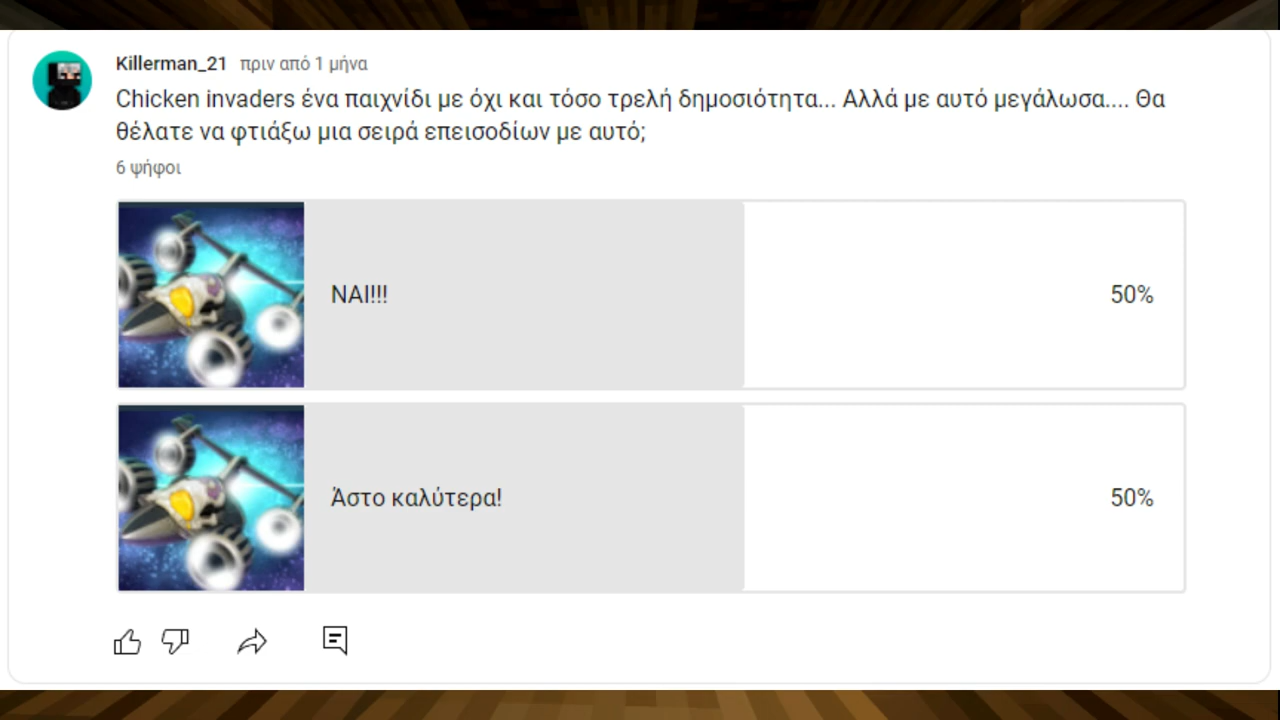 Killerman_21 πριν από 1 μήνα
Chicken invaders ένα παιχνίδι με όχι και τόσο τρελή δημοσιότητα... Αλλά με αυτό μεγάλωσα.... Θα
θέλατε να φτιάξω μια σειρά επεισοδίων με αυτό;
6 ψήφοι
ΝΑΙ!!! 50%
Άστο καλύτερα! 50%